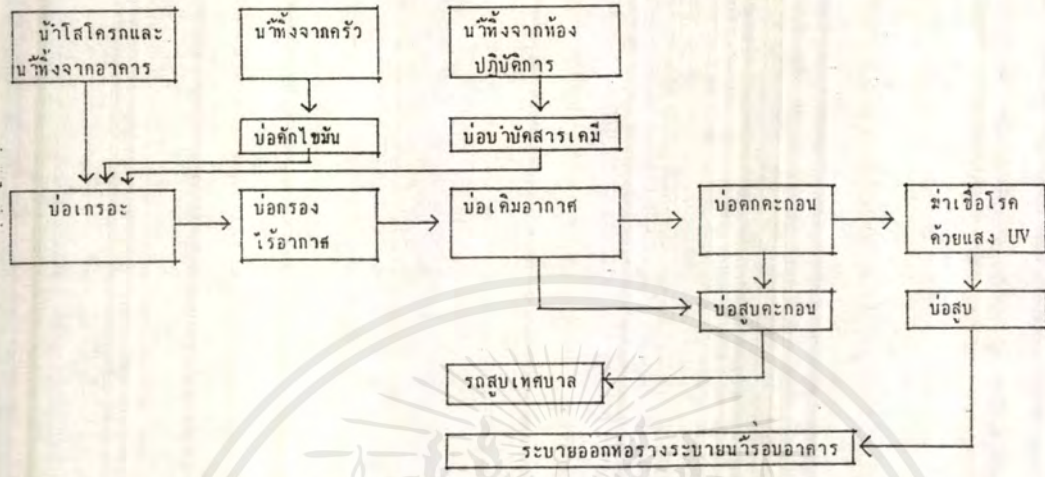 น้ำโสโครกและ
น้ำทิ้งจากอาคาร
น้ำทิ้งจากครัว
น้ำทิ้งจากห้อง
ปฏิบัติการ
บ่อดักไขมัน
บ่อบำบัดสารเคมี
บ่อเกรอะ
บ่อกรอง
ไร้อากาศ
บ่อเติมอากาศ
บ่อตกตะกอน
ฆ่าเชื้อโรค
ด้วยแสง UV
บ่อสูบตะกอน
บ่อสูบ
รถสูบเทศบาล
ระบายออกท่อรางระบายน้ำรอบอาคาร